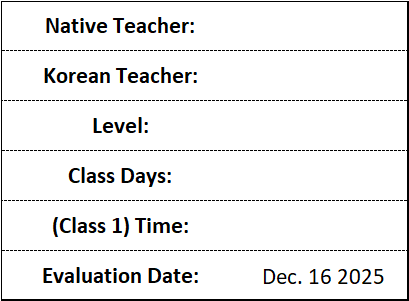 Native Teacher:
Korean Teacher:
Level:
Class Days:
(Class 1) Time:
Evaluation Date: Dec. 16 2025